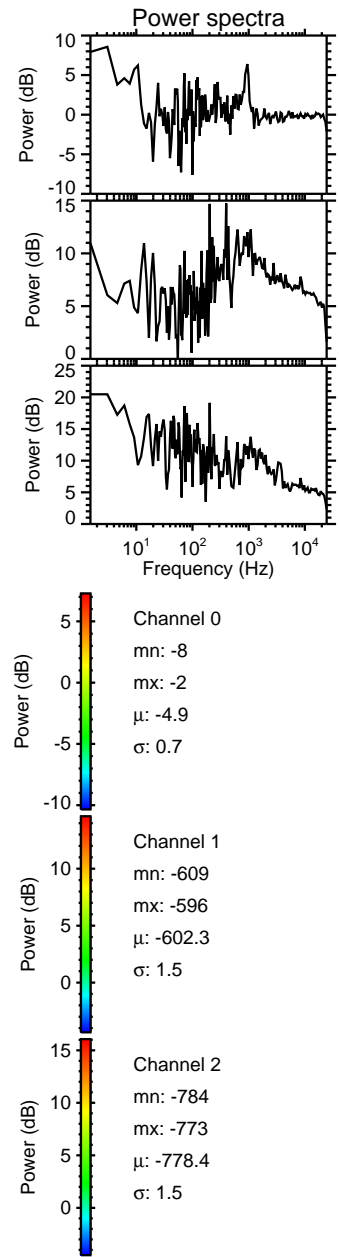 Power spectra
10
5
0
-5
-10
Power (dB)
15
10
5
0
Power (dB)
25
20
15
10
5
0
Power (dB)
10^1 10^2 10^3 10^4
Frequency (Hz)
5
0
-5
-10
Power (dB)
Channel 0
mn: -8
mx: -2
μ: -4.9
σ: 0.7
10
5
0
Power (dB)
Channel 1
mn: -609
mx: -596
μ: -602.3
σ: 1.5
15
10
5
0
Power (dB)
Channel 2
mn: -784
mx: -773
μ: -778.4
σ: 1.5